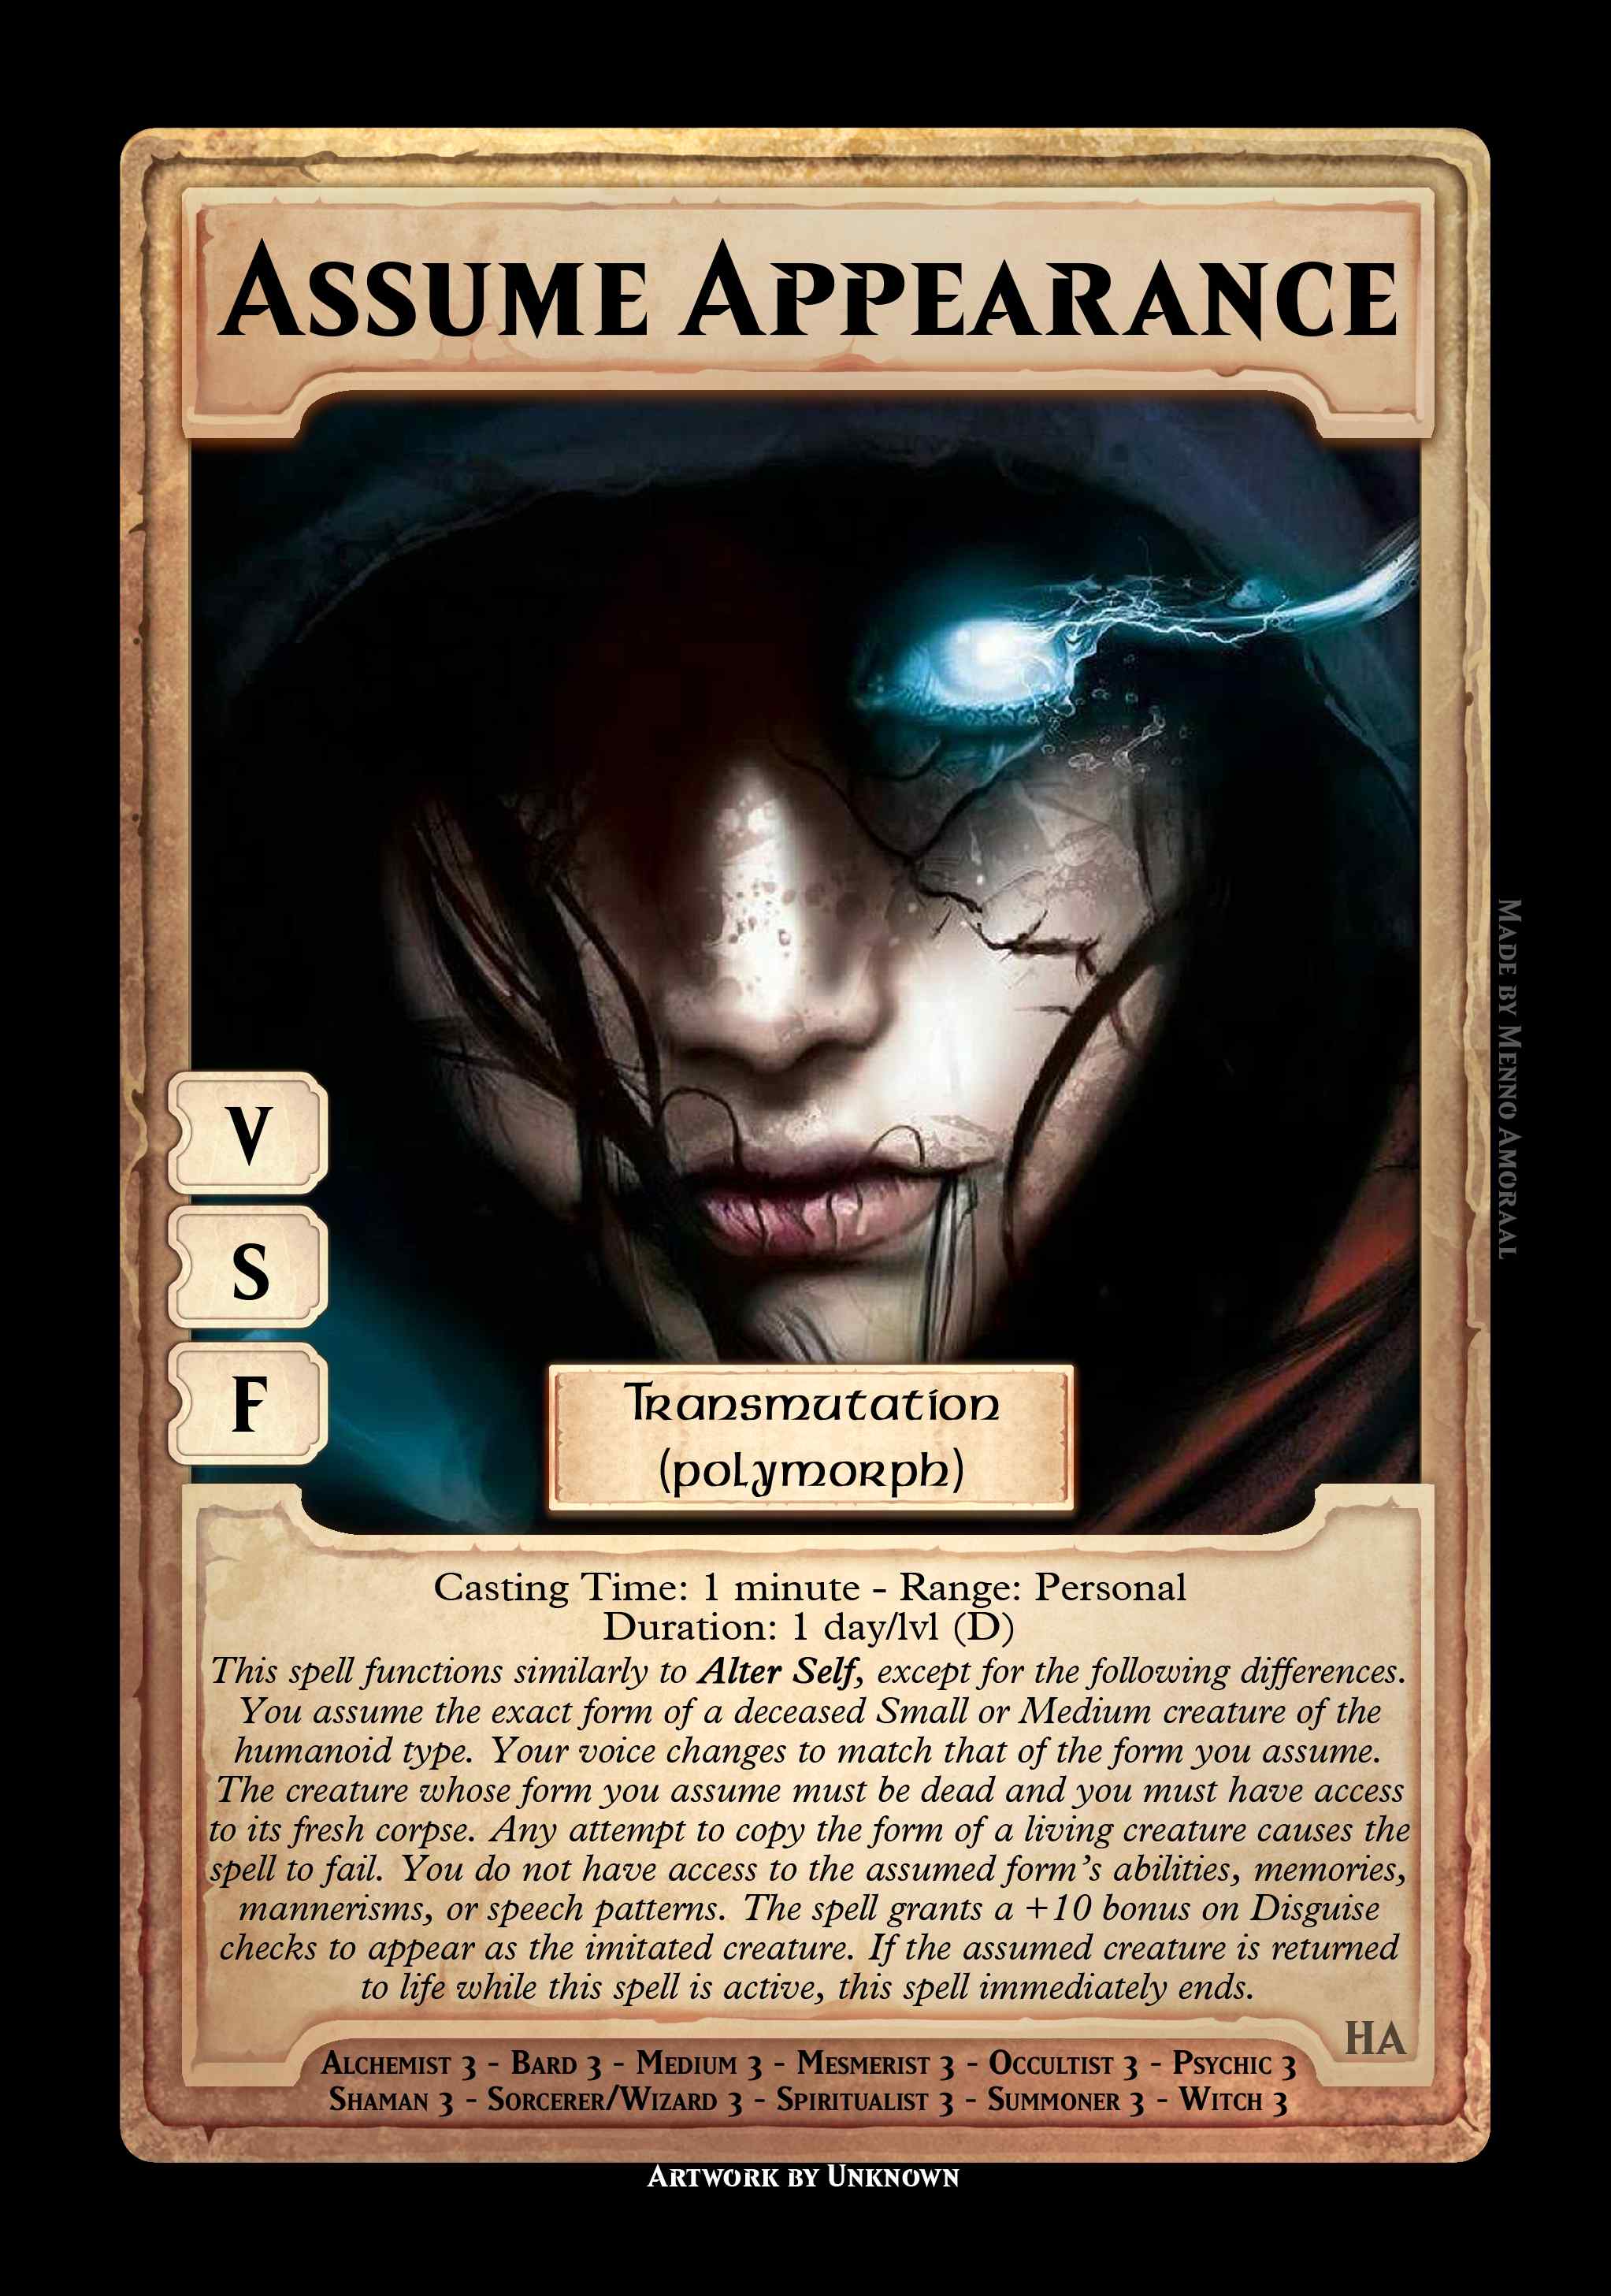 Assume Appearance
Made by Menno Amoraal
V
S
F
Transmutation
(polymorph)
Casting Time: 1 minute - Range: Personal
Duration: 1 day/lvl (D)
This spell functions similarly to Alter Self, except for the following differences.
You assume the exact form of a deceased Small or Medium creature of the
humanoid type. Your voice changes to match that of the form you assume.
The creature whose form you assume must be dead and you must have access
to its fresh corpse. Any attempt to copy the form of a living creature causes the
spell to fail. You do not have access to the assumed form's abilities, memories,
mannerisms, or speech patterns. The spell grants a +10 bonus on Disguise
checks to appear as the imitated creature. If the assumed creature is returned
to life while this spell is active, this spell immediately ends.
HA
Alchemist 3 - Bard 3 - Medium 3 - Mesmerist 3 - Occultist 3 - Psychic 3
Shaman 3 - Sorcerer/Wizard 3 - Spiritualist 3 - Summoner 3 - Witch 3
Artwork by Unknown